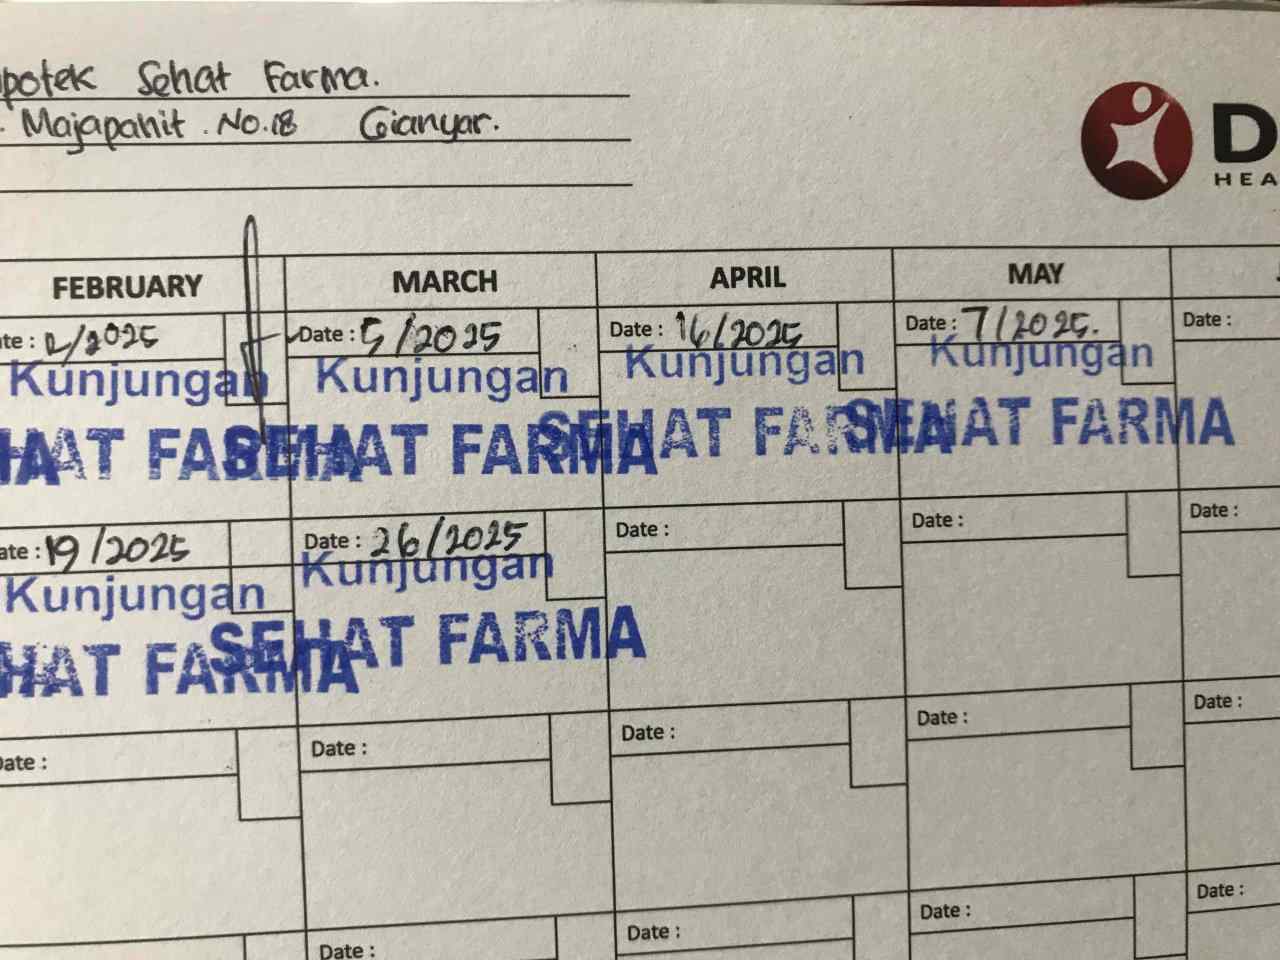 potek Sehat Farma.
. Majapahit . No.18 Gianyar.
D
HEA
FEBRUARY MARCH APRIL MAY
te : 2/2025 Date : 5/2025 Date : 16/2025 Date : 7/2025. Date :
Kunjungan Kunjungan Kunjungan Kunjungan
HAT FARMA SEHAT FARMA SEHAT FARMA SEHAT FARMA
ate : 19/2025 Date : 26/2025 Date : Date : Date :
Kunjungan Kunjungan
HAT FARMA SEHAT FARMA
Date : Date : Date : Date : Date :
Date : Date : Date : Date :